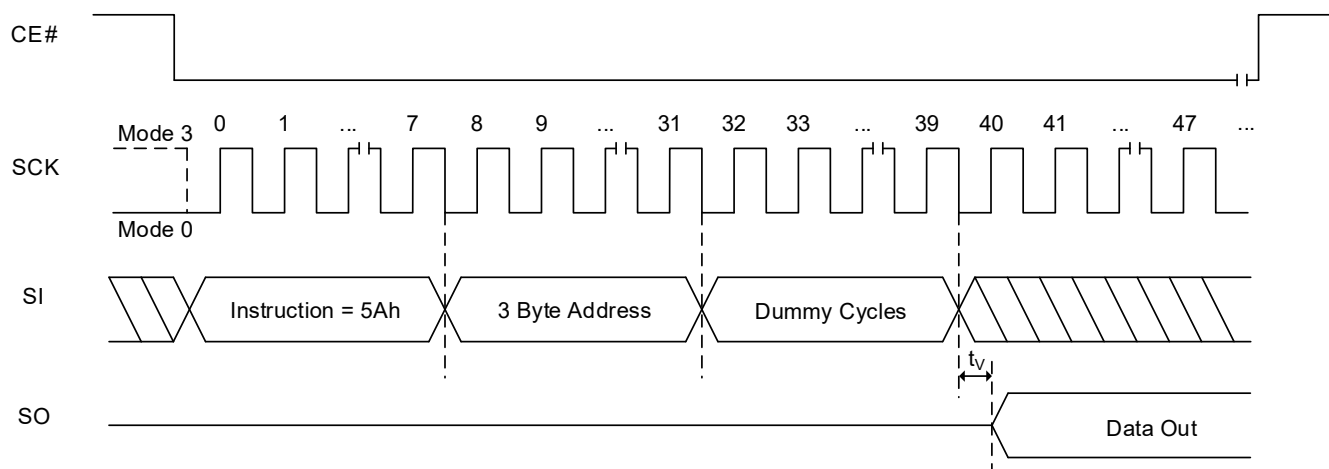 CE#
0 1 ... 7 8 9 ... 31 32 33 ... 39 40 41 ... 47 ...
Mode 3
SCK
Mode 0
SI Instruction = 5Ah 3 Byte Address Dummy Cycles
tV
SO Data Out